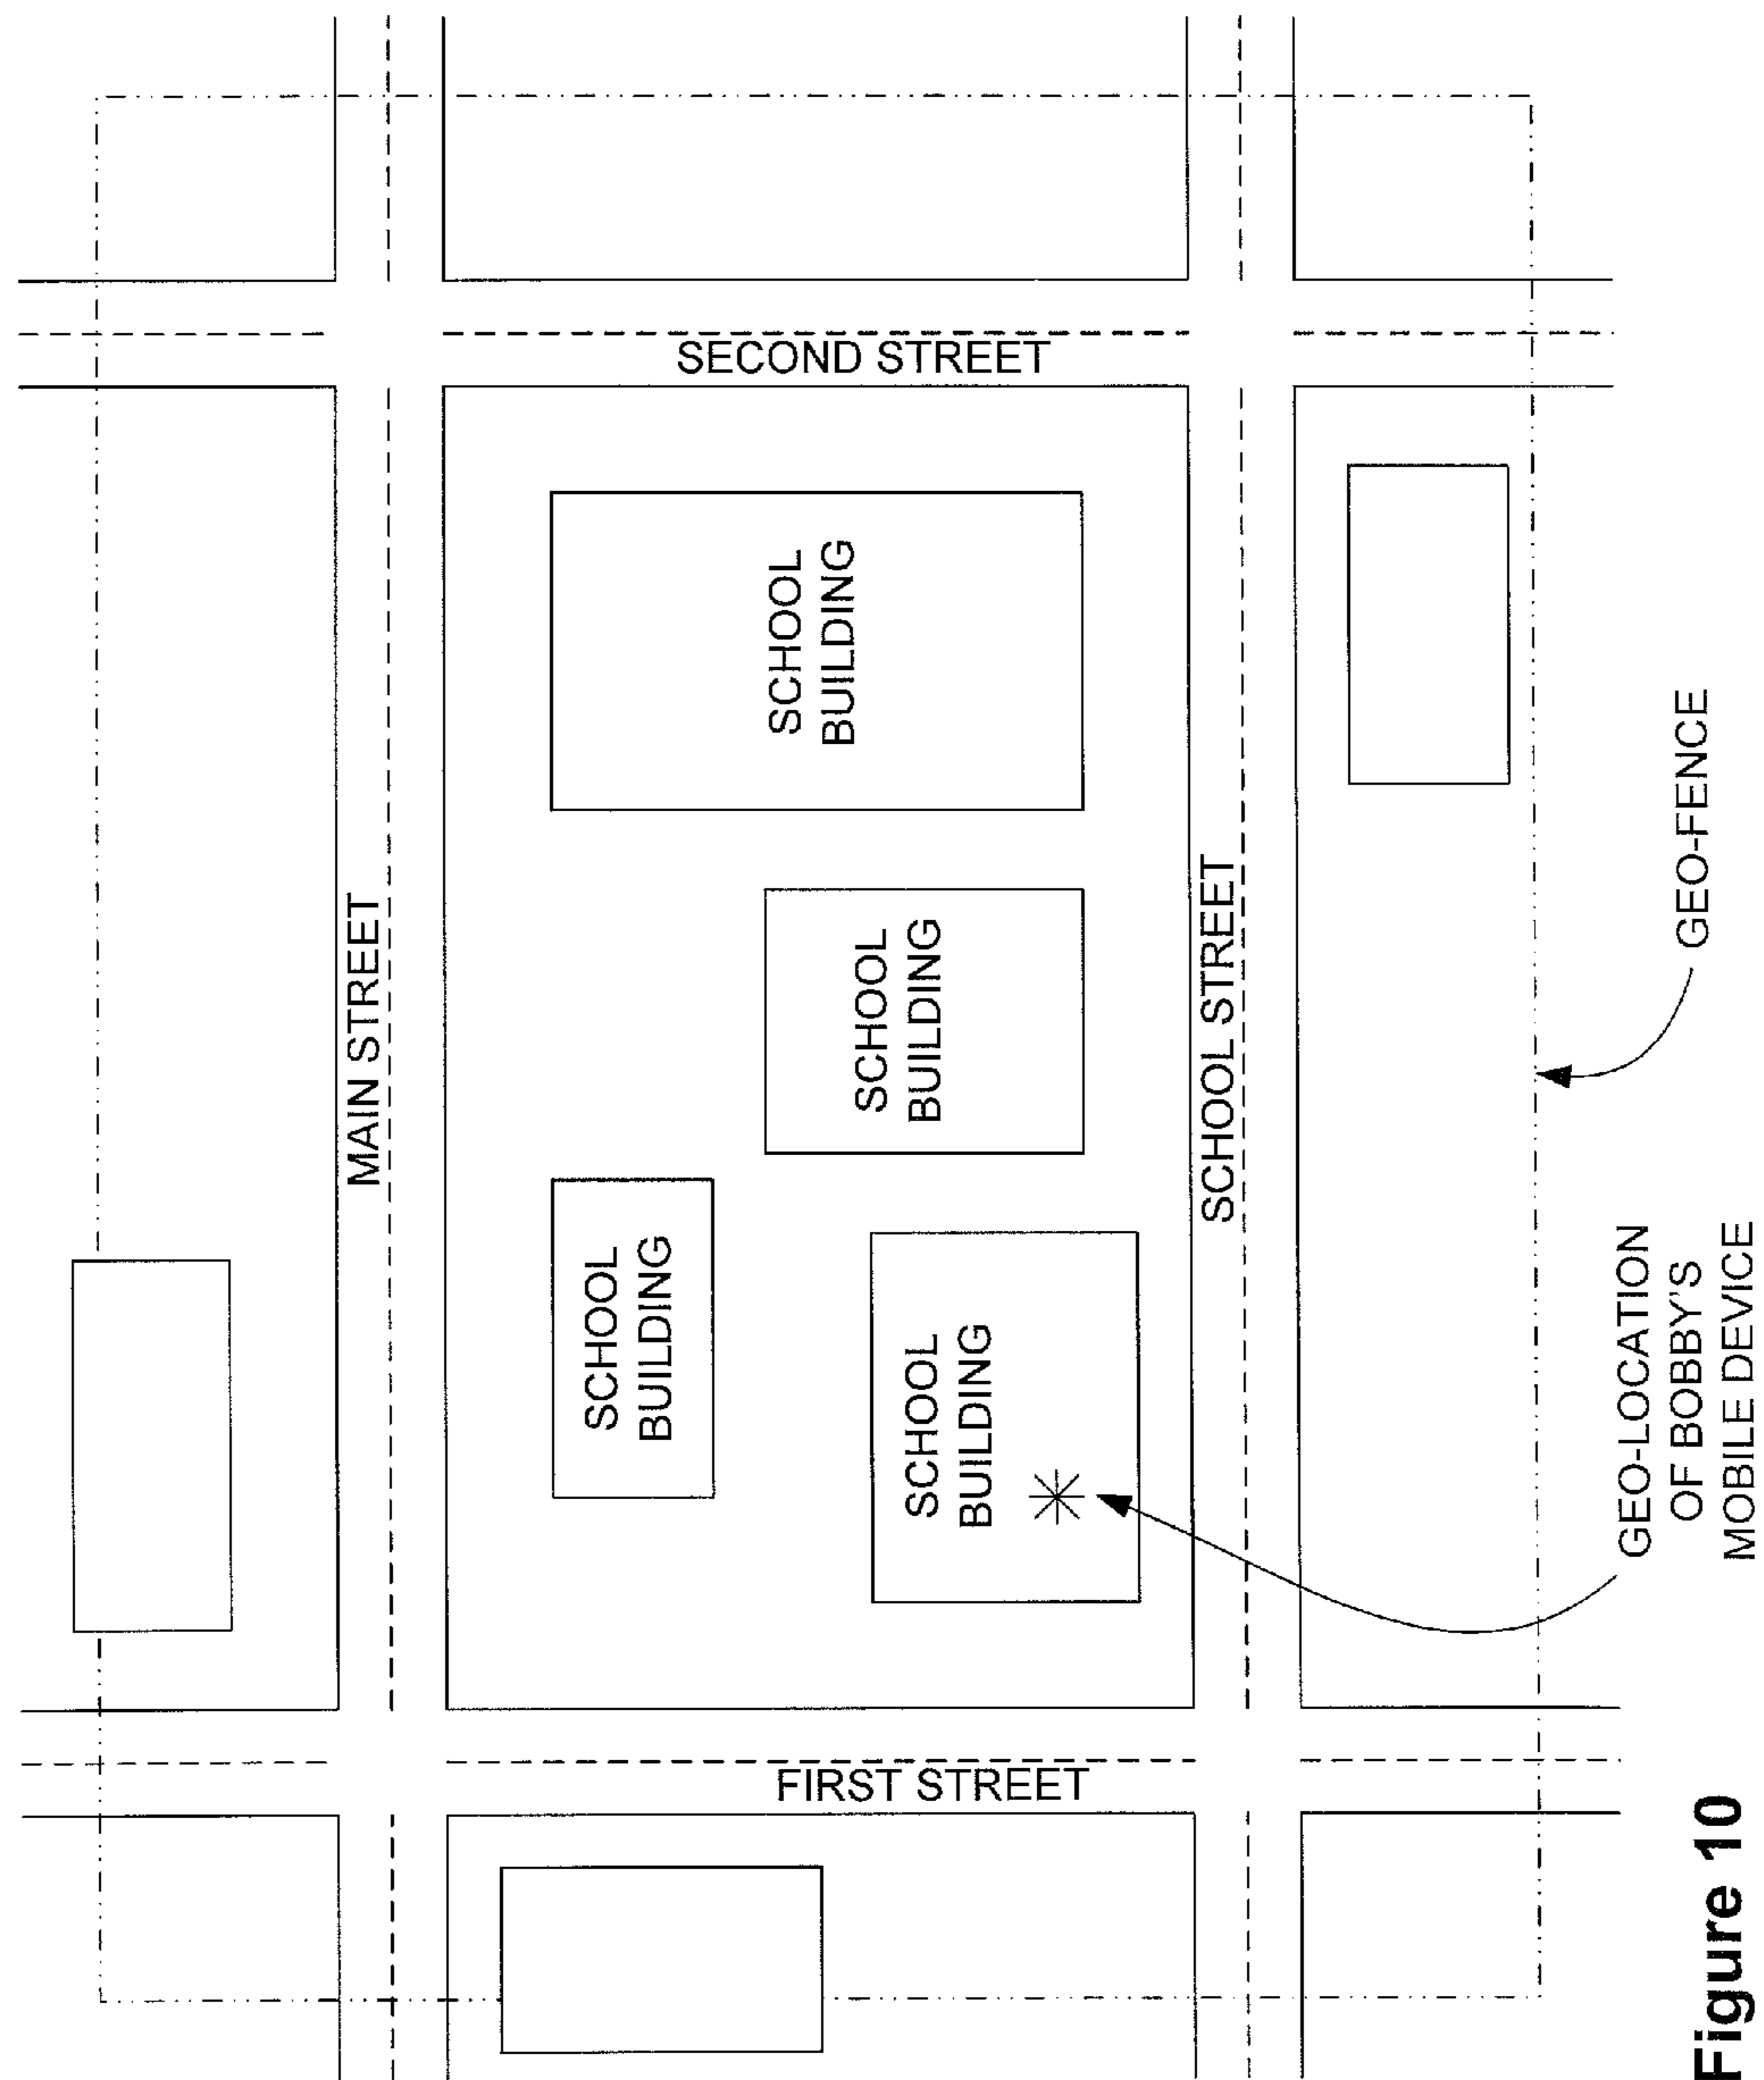 MAIN STREET
SECOND STREET
SCHOOL
BUILDING
SCHOOL
BUILDING
SCHOOL
BUILDING
SCHOOL
BUILDING
SCHOOL STREET
FIRST STREET
GEO-LOCATION
OF BOBBY'S
MOBILE DEVICE
GEO-FENCE
Figure 10